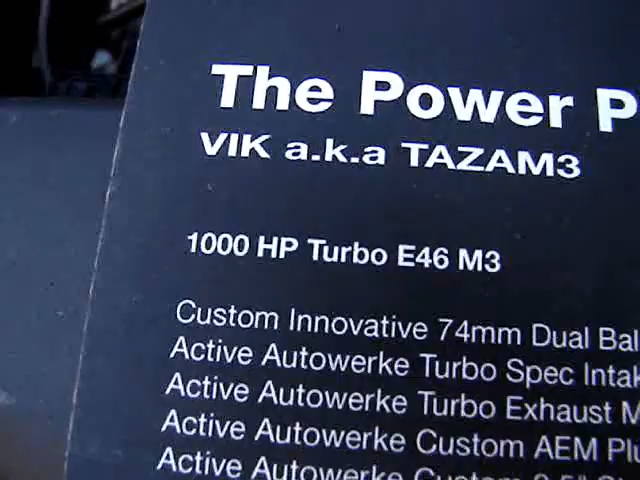 The Power P
VIK a.k.a TAZAM3
1000 HP Turbo E46 M3
Custom Innovative 74mm Dual Bal
Active Autowerke Turbo Spec Intak
Active Autowerke Turbo Exhaust M
Active Autowerke Custom AEM Plu
Active Autowerke Custom